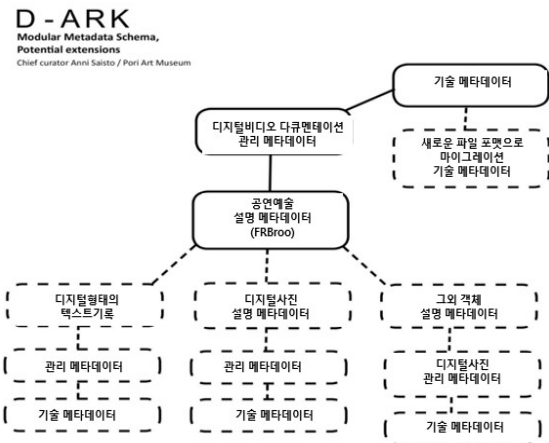 D-ARK
Modular Metadata Schema,
Potential extensions
Chief curator Anni Saisto / Pori Art Museum
기술 메타데이터
디지털비디오 다큐멘테이션
관리 메타데이터
새로운 파일 포맷으로
마이그레이션
기술 메타데이터
공연예술
설명 메타데이터
(FRBroo)
디지털형태의
텍스트기록
디지털사진
설명 메타데이터
그외 객체
설명 메타데이터
관리 메타데이터
관리 메타데이터
디지털사진
관리 메타데이터
기술 메타데이터
기술 메타데이터
기술 메타데이터